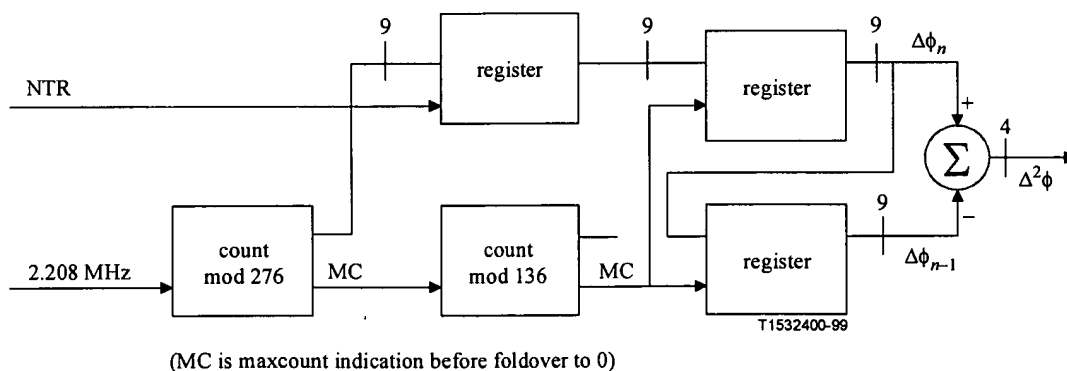 9
9
9
Δϕn
register
register
NTR
+
4
Σ
Δ²ϕ
9
−
count
mod 276
count
mod 136
register
2.208 MHz
MC
MC
Δϕn–1
T1532400-99
(MC is maxcount indication before foldover to 0)